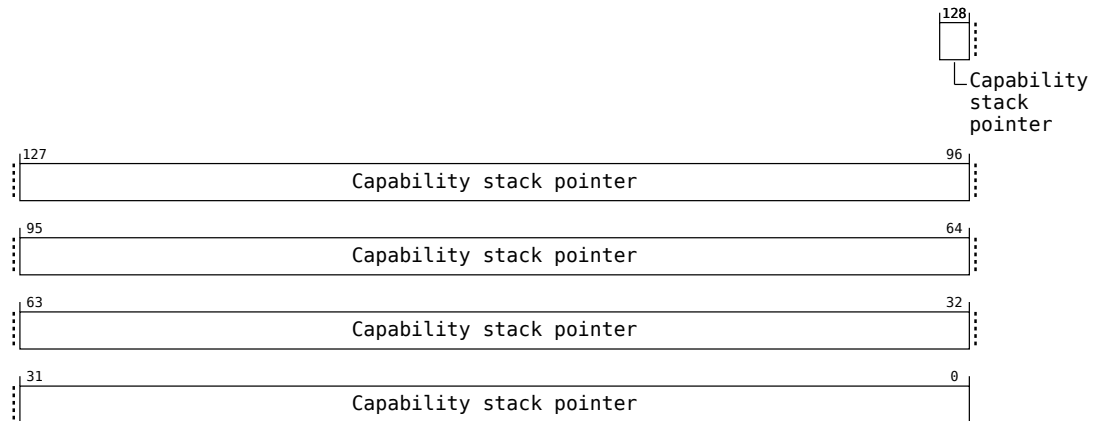 128
Capability
stack
pointer
127 96
Capability stack pointer
95 64
Capability stack pointer
63 32
Capability stack pointer
31 0
Capability stack pointer